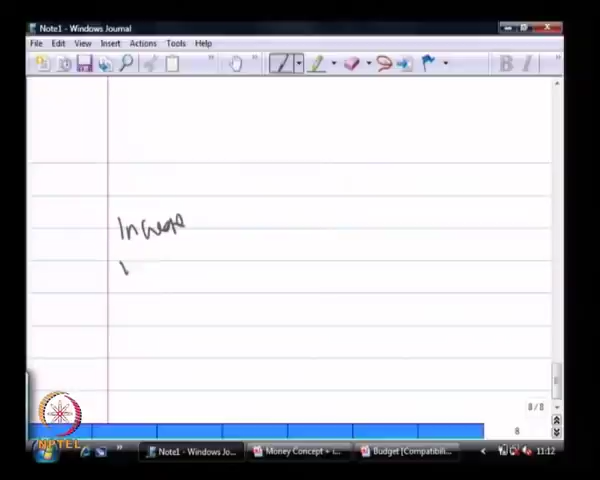 Note1 - Windows Journal
File Edit View Insert Actions Tools Help
B I
Increase
8/8
8
NPTEL
Note1 - Windows Jo...
Money Concept + i...
Budget [Compatibili...
11:12